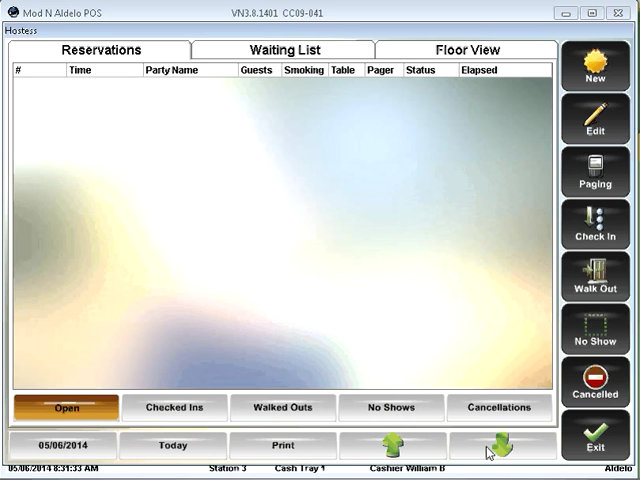 Mod N Aldelo POS VN3.8.1401 CC09-041
Hostess
Reservations Waiting List Floor View
# Time Party Name Guests Smoking Table Pager Status Elapsed
New
Edit
Paging
Check In
Walk Out
No Show
Cancelled
Open Checked Ins Walked Outs No Shows Cancellations
05/06/2014 Today Print
Exit
05/06/2014 8:31:33 AM Station 3 Cash Tray 1 Cashier William B Aldelo